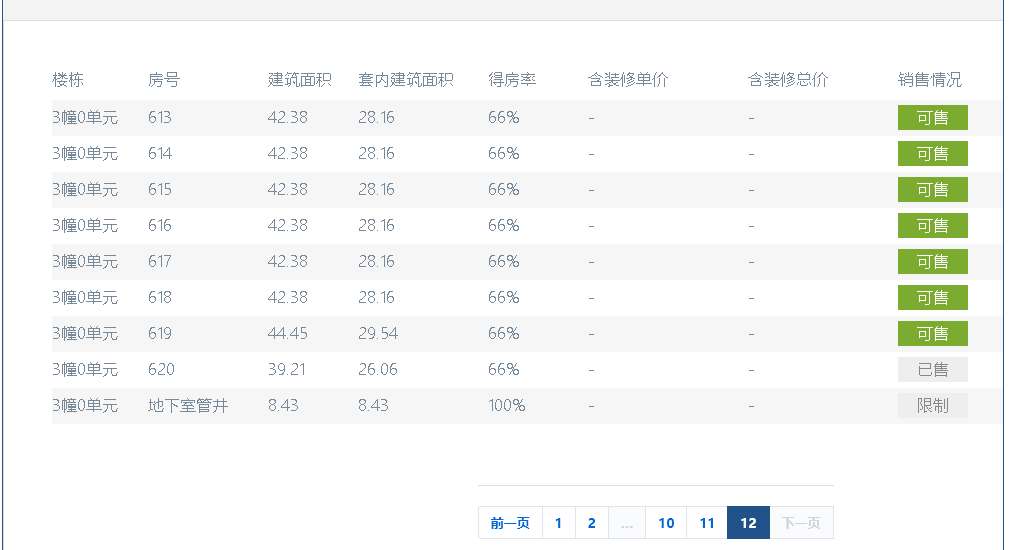 楼栋 房号 建筑面积 套内建筑面积 得房率 含装修单价 含装修总价 销售情况
3幢0单元 613 42.38 28.16 66% - - 可售
3幢0单元 614 42.38 28.16 66% - - 可售
3幢0单元 615 42.38 28.16 66% - - 可售
3幢0单元 616 42.38 28.16 66% - - 可售
3幢0单元 617 42.38 28.16 66% - - 可售
3幢0单元 618 42.38 28.16 66% - - 可售
3幢0单元 619 44.45 29.54 66% - - 可售
3幢0单元 620 39.21 26.06 66% - - 已售
3幢0单元 地下室管井 8.43 8.43 100% - - 限制
前一页 1 2 ... 10 11 12 下一页